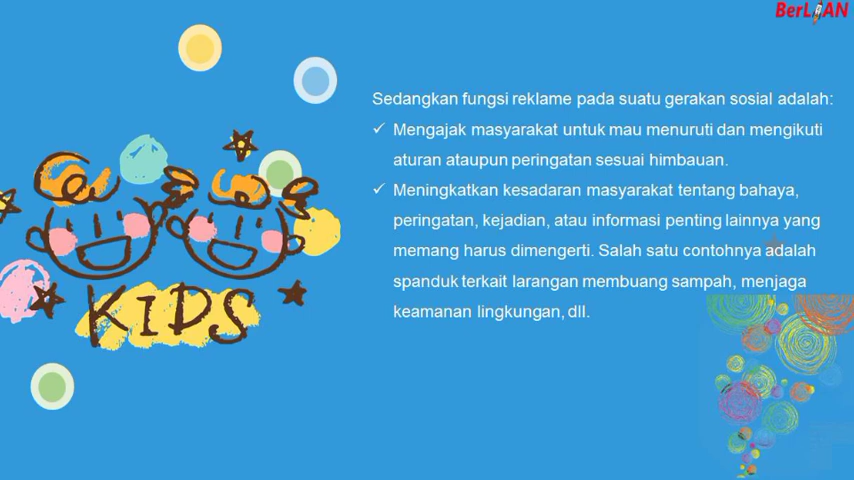 BerLIAN
Sedangkan fungsi reklame pada suatu gerakan sosial adalah:
✓ Mengajak masyarakat untuk mau menuruti dan mengikuti
aturan ataupun peringatan sesuai himbauan.
✓ Meningkatkan kesadaran masyarakat tentang bahaya,
peringatan, kejadian, atau informasi penting lainnya yang
memang harus dimengerti. Salah satu contohnya adalah
spanduk terkait larangan membuang sampah, menjaga
keamanan lingkungan, dll.
KIDS